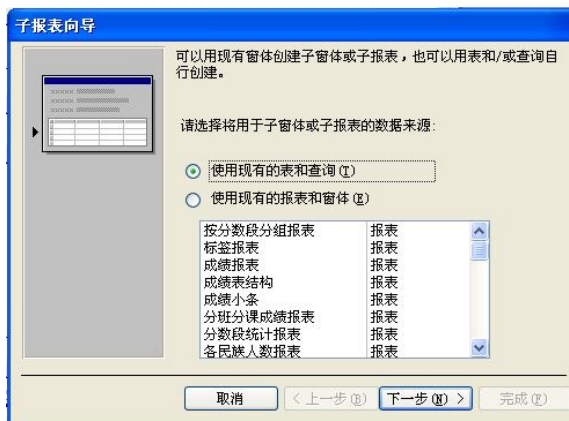 子报表向导
可以用现有窗体创建子窗体或子报表，也可以用表和/或查询自
行创建。
请选择将用于子窗体或子报表的数据来源:
使用现有的表和查询(T)
使用现有的报表和窗体(E)
按分数段分组报表 报表
标签报表 报表
成绩报表 报表
成绩表结构 报表
成绩小条 报表
分班分课成绩报表 报表
分数段统计报表 报表
各民族人数报表 报表
取消 < 上一步(B) 下一步(N) > 完成(F)